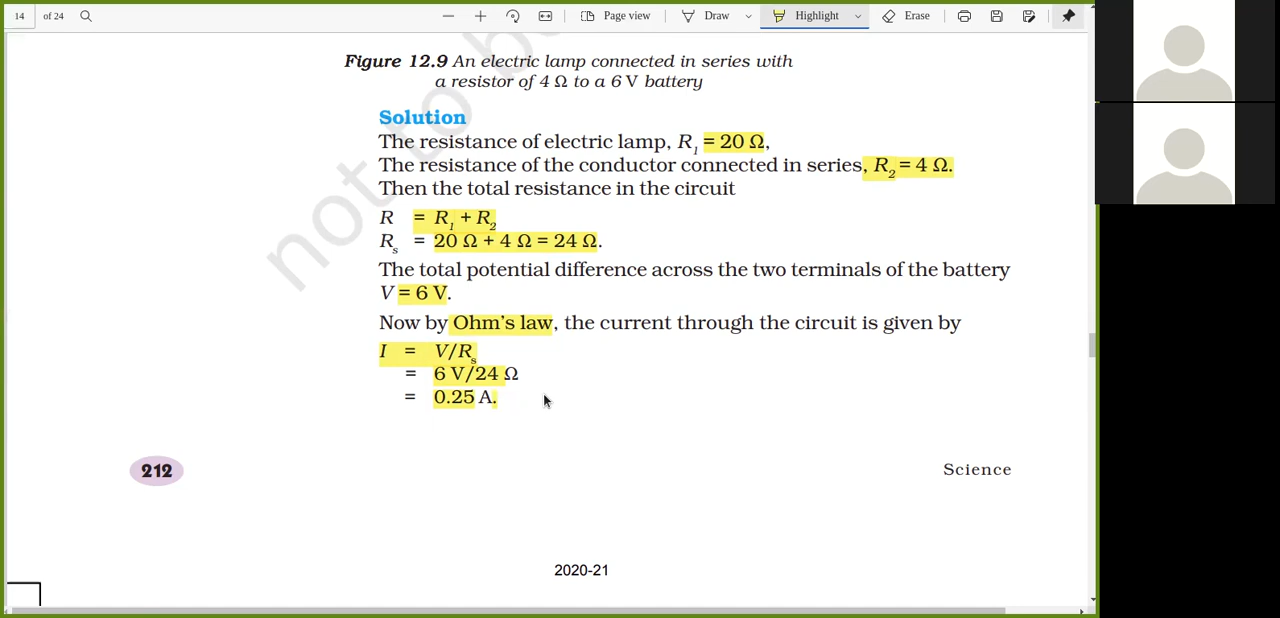 14 of 24 Page view Draw Highlight Erase
Figure 12.9 An electric lamp connected in series with
a resistor of 4 Ω to a 6 V battery
Solution
The resistance of electric lamp, R₁ = 20 Ω,
The resistance of the conductor connected in series, R₂ = 4 Ω.
Then the total resistance in the circuit
R = R₁ + R₂
Rₛ = 20 Ω + 4 Ω = 24 Ω.
The total potential difference across the two terminals of the battery
V = 6 V.
Now by Ohm's law, the current through the circuit is given by
I = V/Rₛ
= 6 V/24 Ω
= 0.25 A.
not to be
212
Science
2020-21